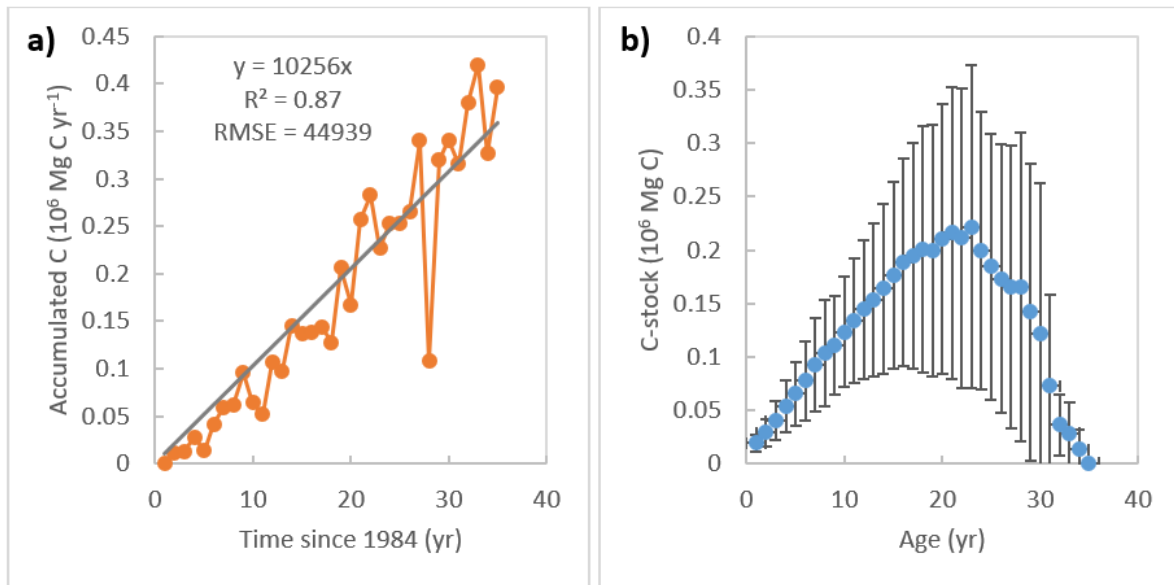 a)
y = 10256x
R² = 0.87
RMSE = 44939
Accumulated C (10⁶ Mg C yr⁻¹)
0.45
0.4
0.35
0.3
0.25
0.2
0.15
0.1
0.05
0
0 10 20 30 40
Time since 1984 (yr)
b)
C-stock (10⁶ Mg C)
0.4
0.35
0.3
0.25
0.2
0.15
0.1
0.05
0
0 10 20 30 40
Age (yr)